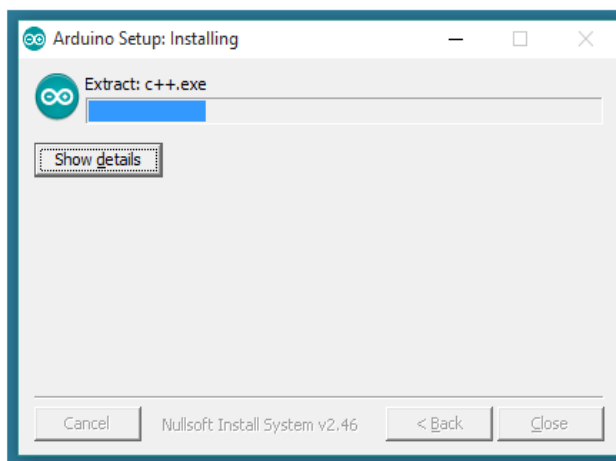 Arduino Setup: Installing
Extract: c++.exe
Show details
Cancel Nullsoft Install System v2.46 < Back Close